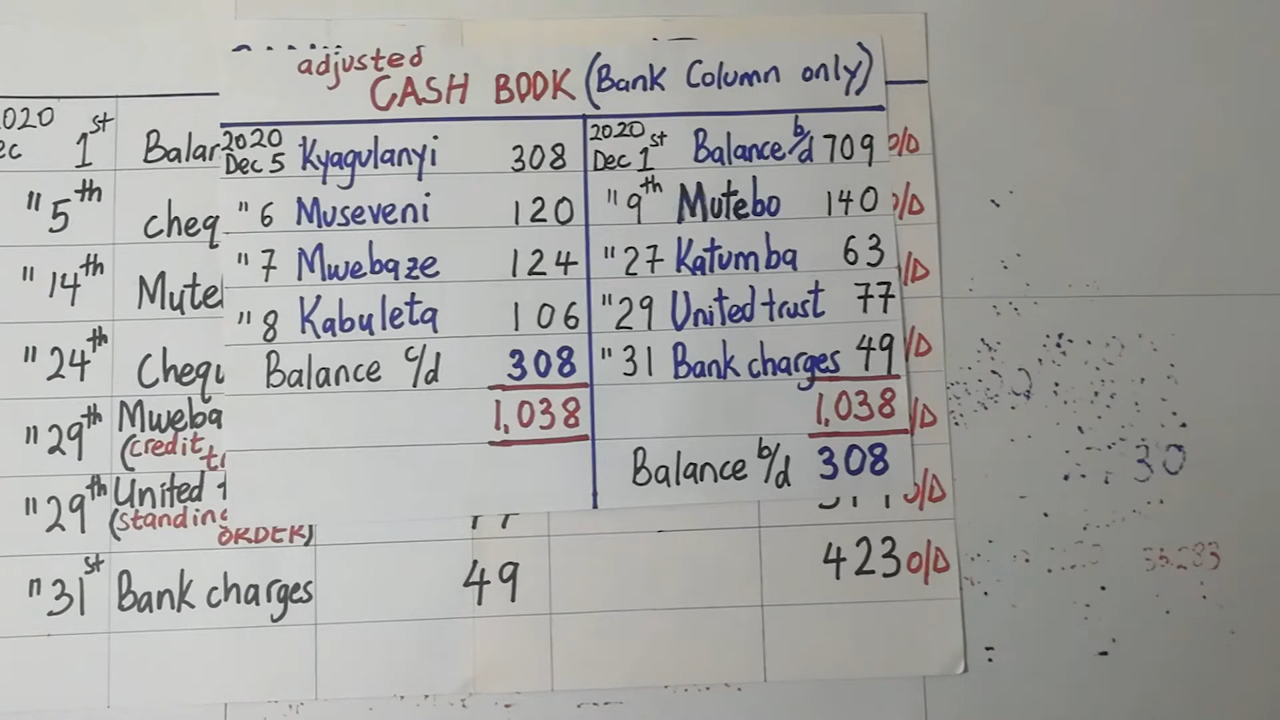 adjusted
CASH BOOK (Bank Column only)
2020 Dec 5 Kyagulanyi 308
"6 Museveni 120
"7 Mwebaze 124
"8 Kabuleta 106
Balance c/d 308
1,038
2020 Dec 1st Balance b/d 709
"9th Mutebo 140
"27 Katumba 63
"29 United trust 77
"31 Bank charges 49
1,038
Balance b/d 308
020
ec 1st Balar O/D
"5th cheq O/D
"14th Mute /D
"24th Chequ /D
"29th Mweba /D
(credit
"29th United O/D
(standing
ORDER) 77
"31st Bank charges 49 423 O/D
30